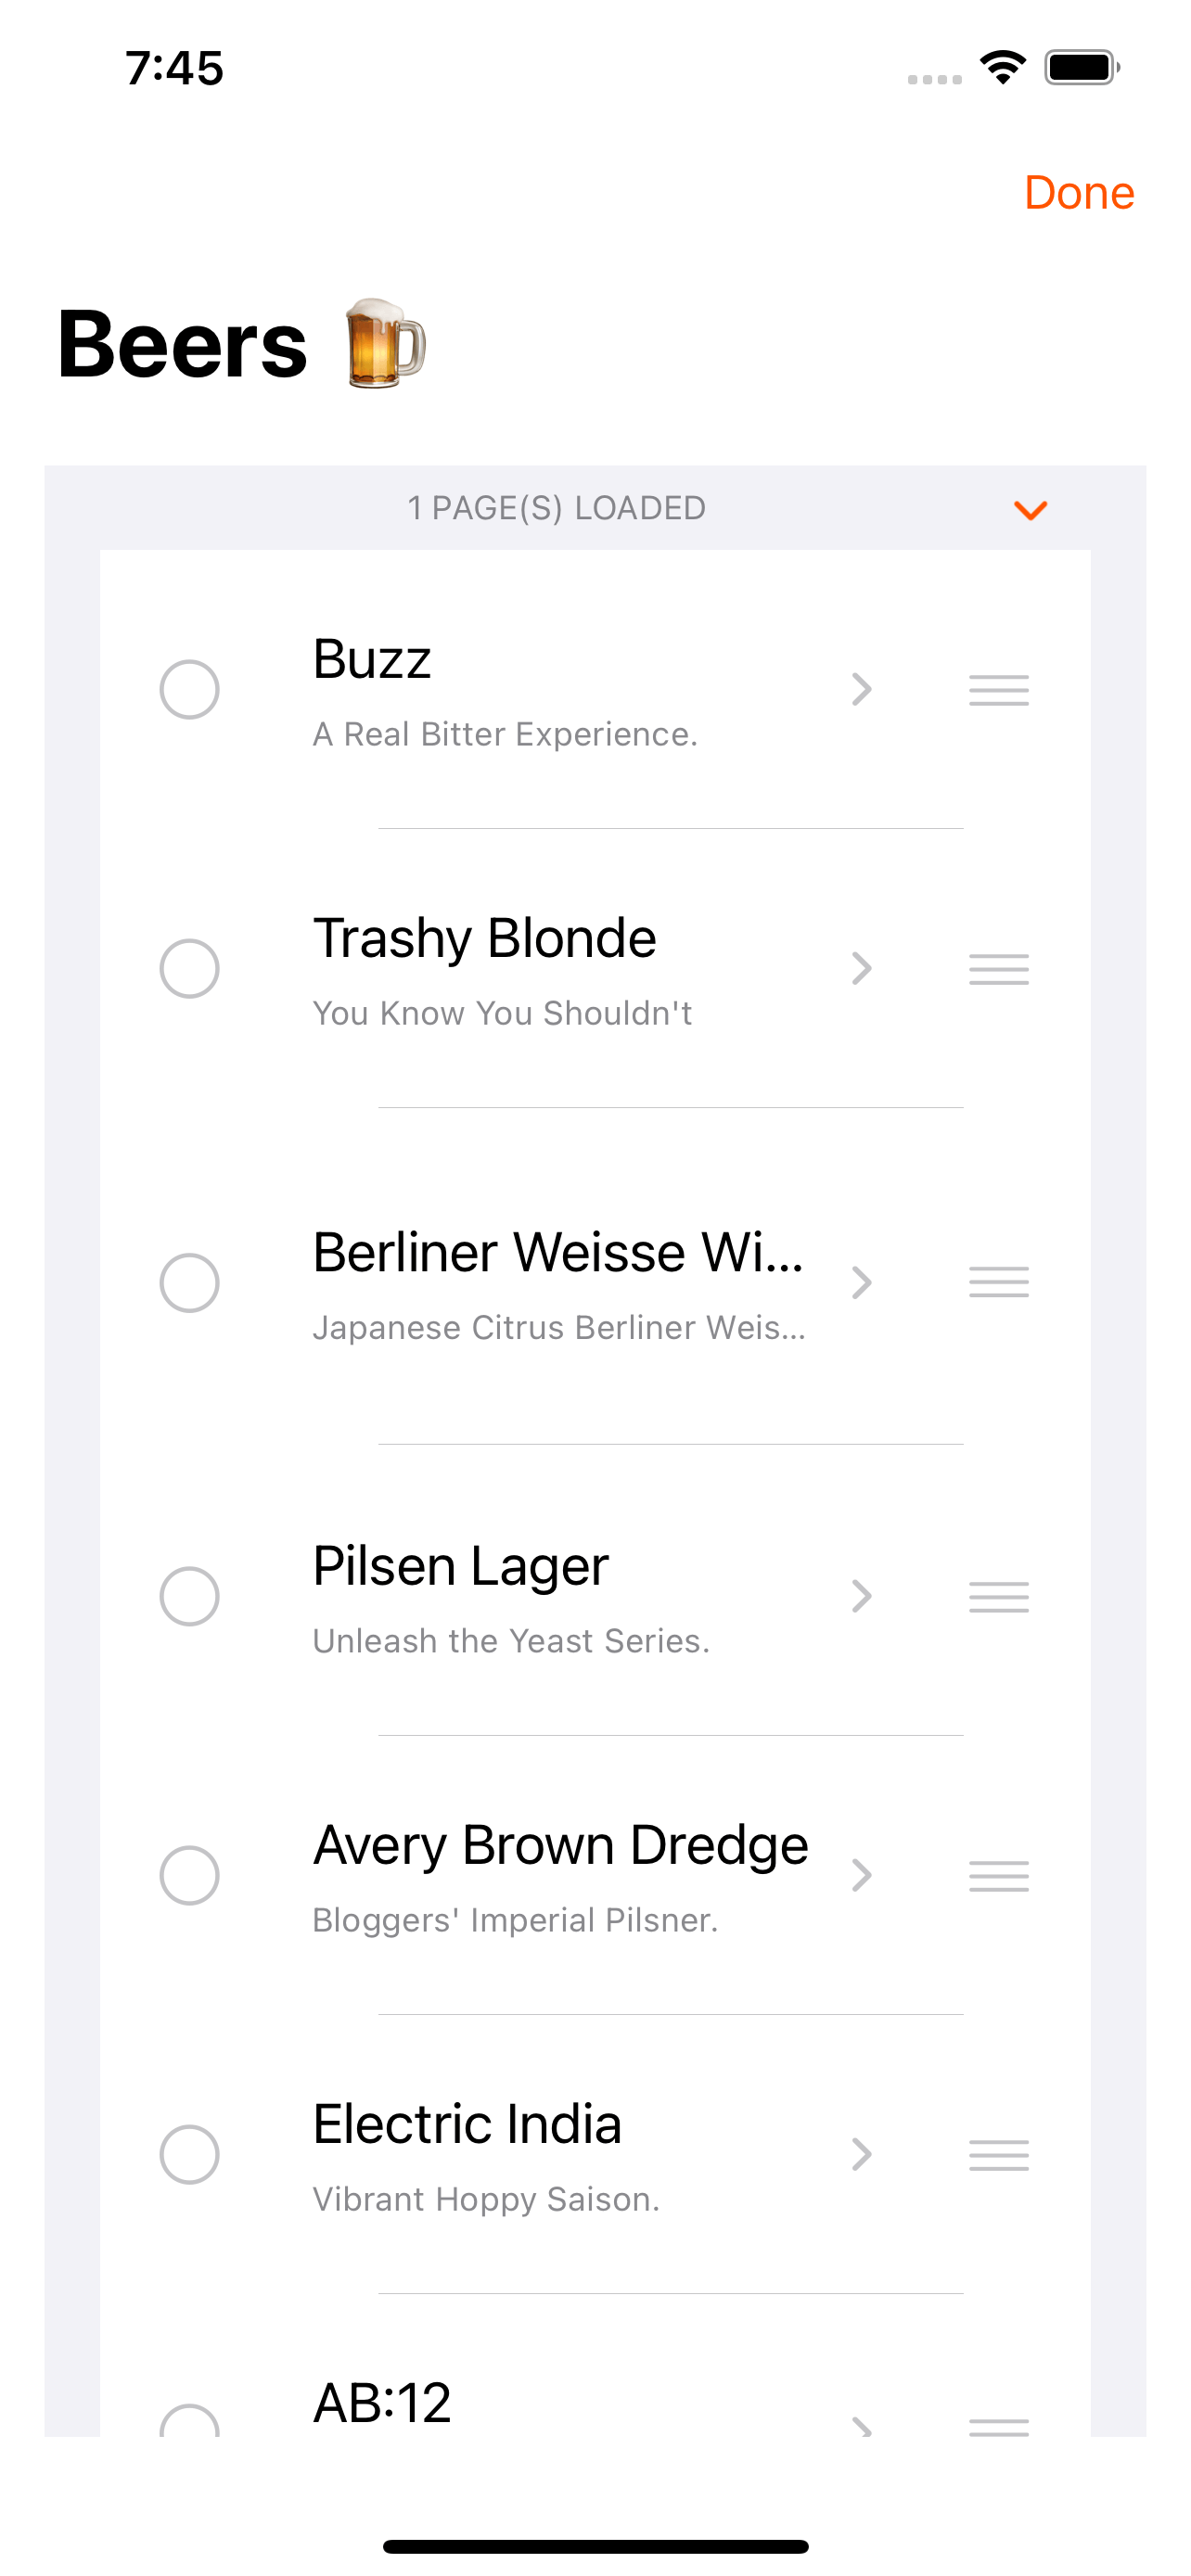 7:45
Done
Beers 🍺
1 PAGE(S) LOADED
Buzz
A Real Bitter Experience.
Trashy Blonde
You Know You Shouldn't
Berliner Weisse Wi...
Japanese Citrus Berliner Weis...
Pilsen Lager
Unleash the Yeast Series.
Avery Brown Dredge
Bloggers' Imperial Pilsner.
Electric India
Vibrant Hoppy Saison.
AB:12